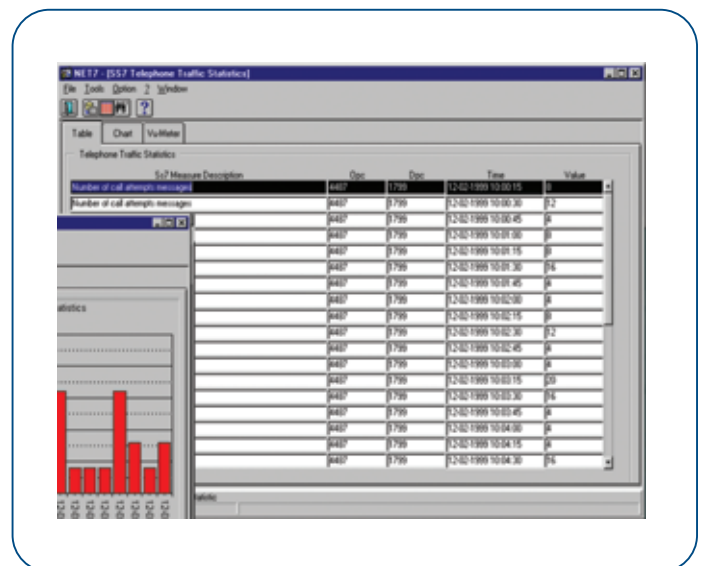 NET7 - [SS7 Telephone Traffic Statistics]
File Tools Option ? Window
Table Chart Vu-Meter
Telephone Traffic Statistics
Ss7 Measure Description Opc Dpc Time Value
Number of call attempts messages 4487 1799 12-02-1999 10:00:15 8
Number of call attempts messages 4487 1799 12-02-1999 10:00:30 12
4487 1799 12-02-1999 10:00:45 4
4487 1799 12-02-1999 10:01:00 8
4487 1799 12-02-1999 10:01:15 8
4487 1799 12-02-1999 10:01:30 16
4487 1799 12-02-1999 10:01:45 4
4487 1799 12-02-1999 10:02:00 4
4487 1799 12-02-1999 10:02:15 8
4487 1799 12-02-1999 10:02:30 12
4487 1799 12-02-1999 10:02:45 4
4487 1799 12-02-1999 10:03:00 4
4487 1799 12-02-1999 10:03:15 20
4487 1799 12-02-1999 10:03:30 16
4487 1799 12-02-1999 10:03:45 4
4487 1799 12-02-1999 10:04:00 4
4487 1799 12-02-1999 10:04:15 4
4487 1799 12-02-1999 10:04:30 16
atistics
tatistic